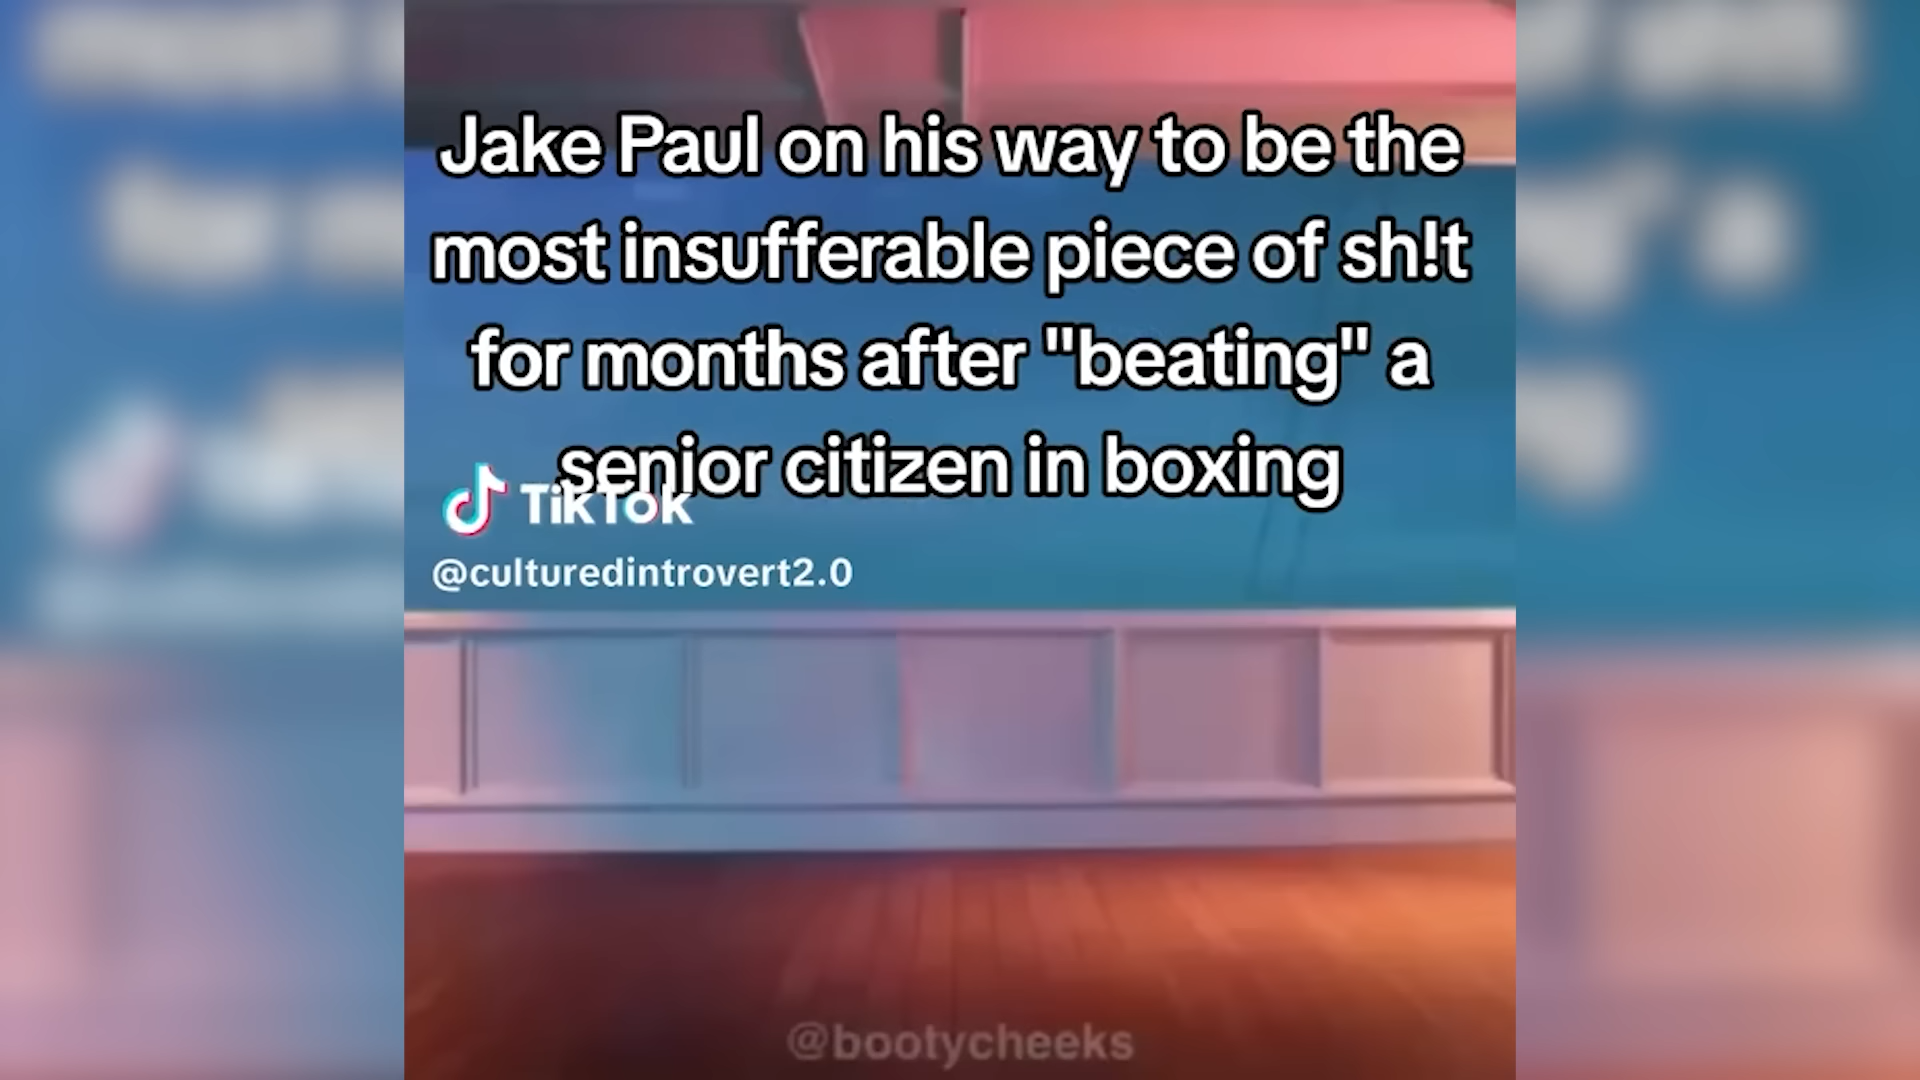 Jake Paul on his way to be the
most insufferable piece of sh!t
for months after "beating" a
senior citizen in boxing
TikTok
@culturedintrovert2.0
@bootycheeks